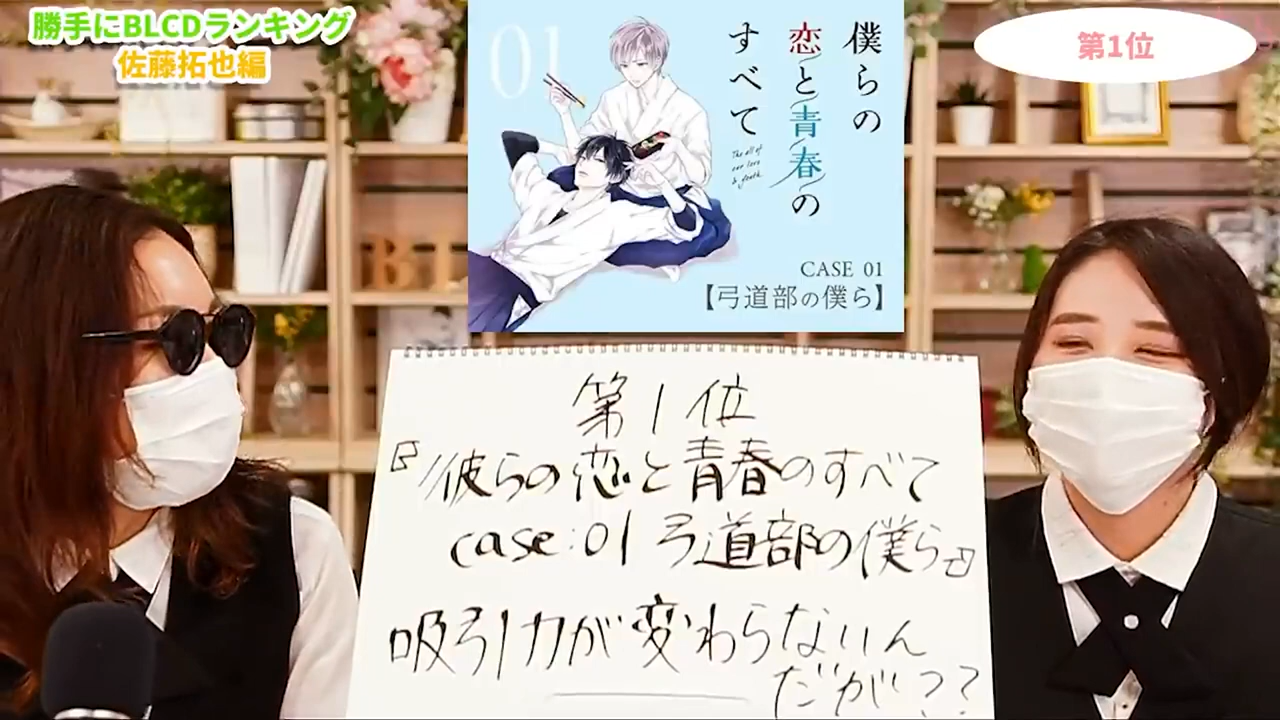 勝手にBLCDランキング
佐藤拓也編
第1位
01
僕らの
恋と青春の
すべて
The all of
our love
& youth
CASE 01
【弓道部の僕ら】
第1位
『彼らの恋と青春のすべて
case:01 弓道部の僕ら』
吸引力が変わらないん
だが??